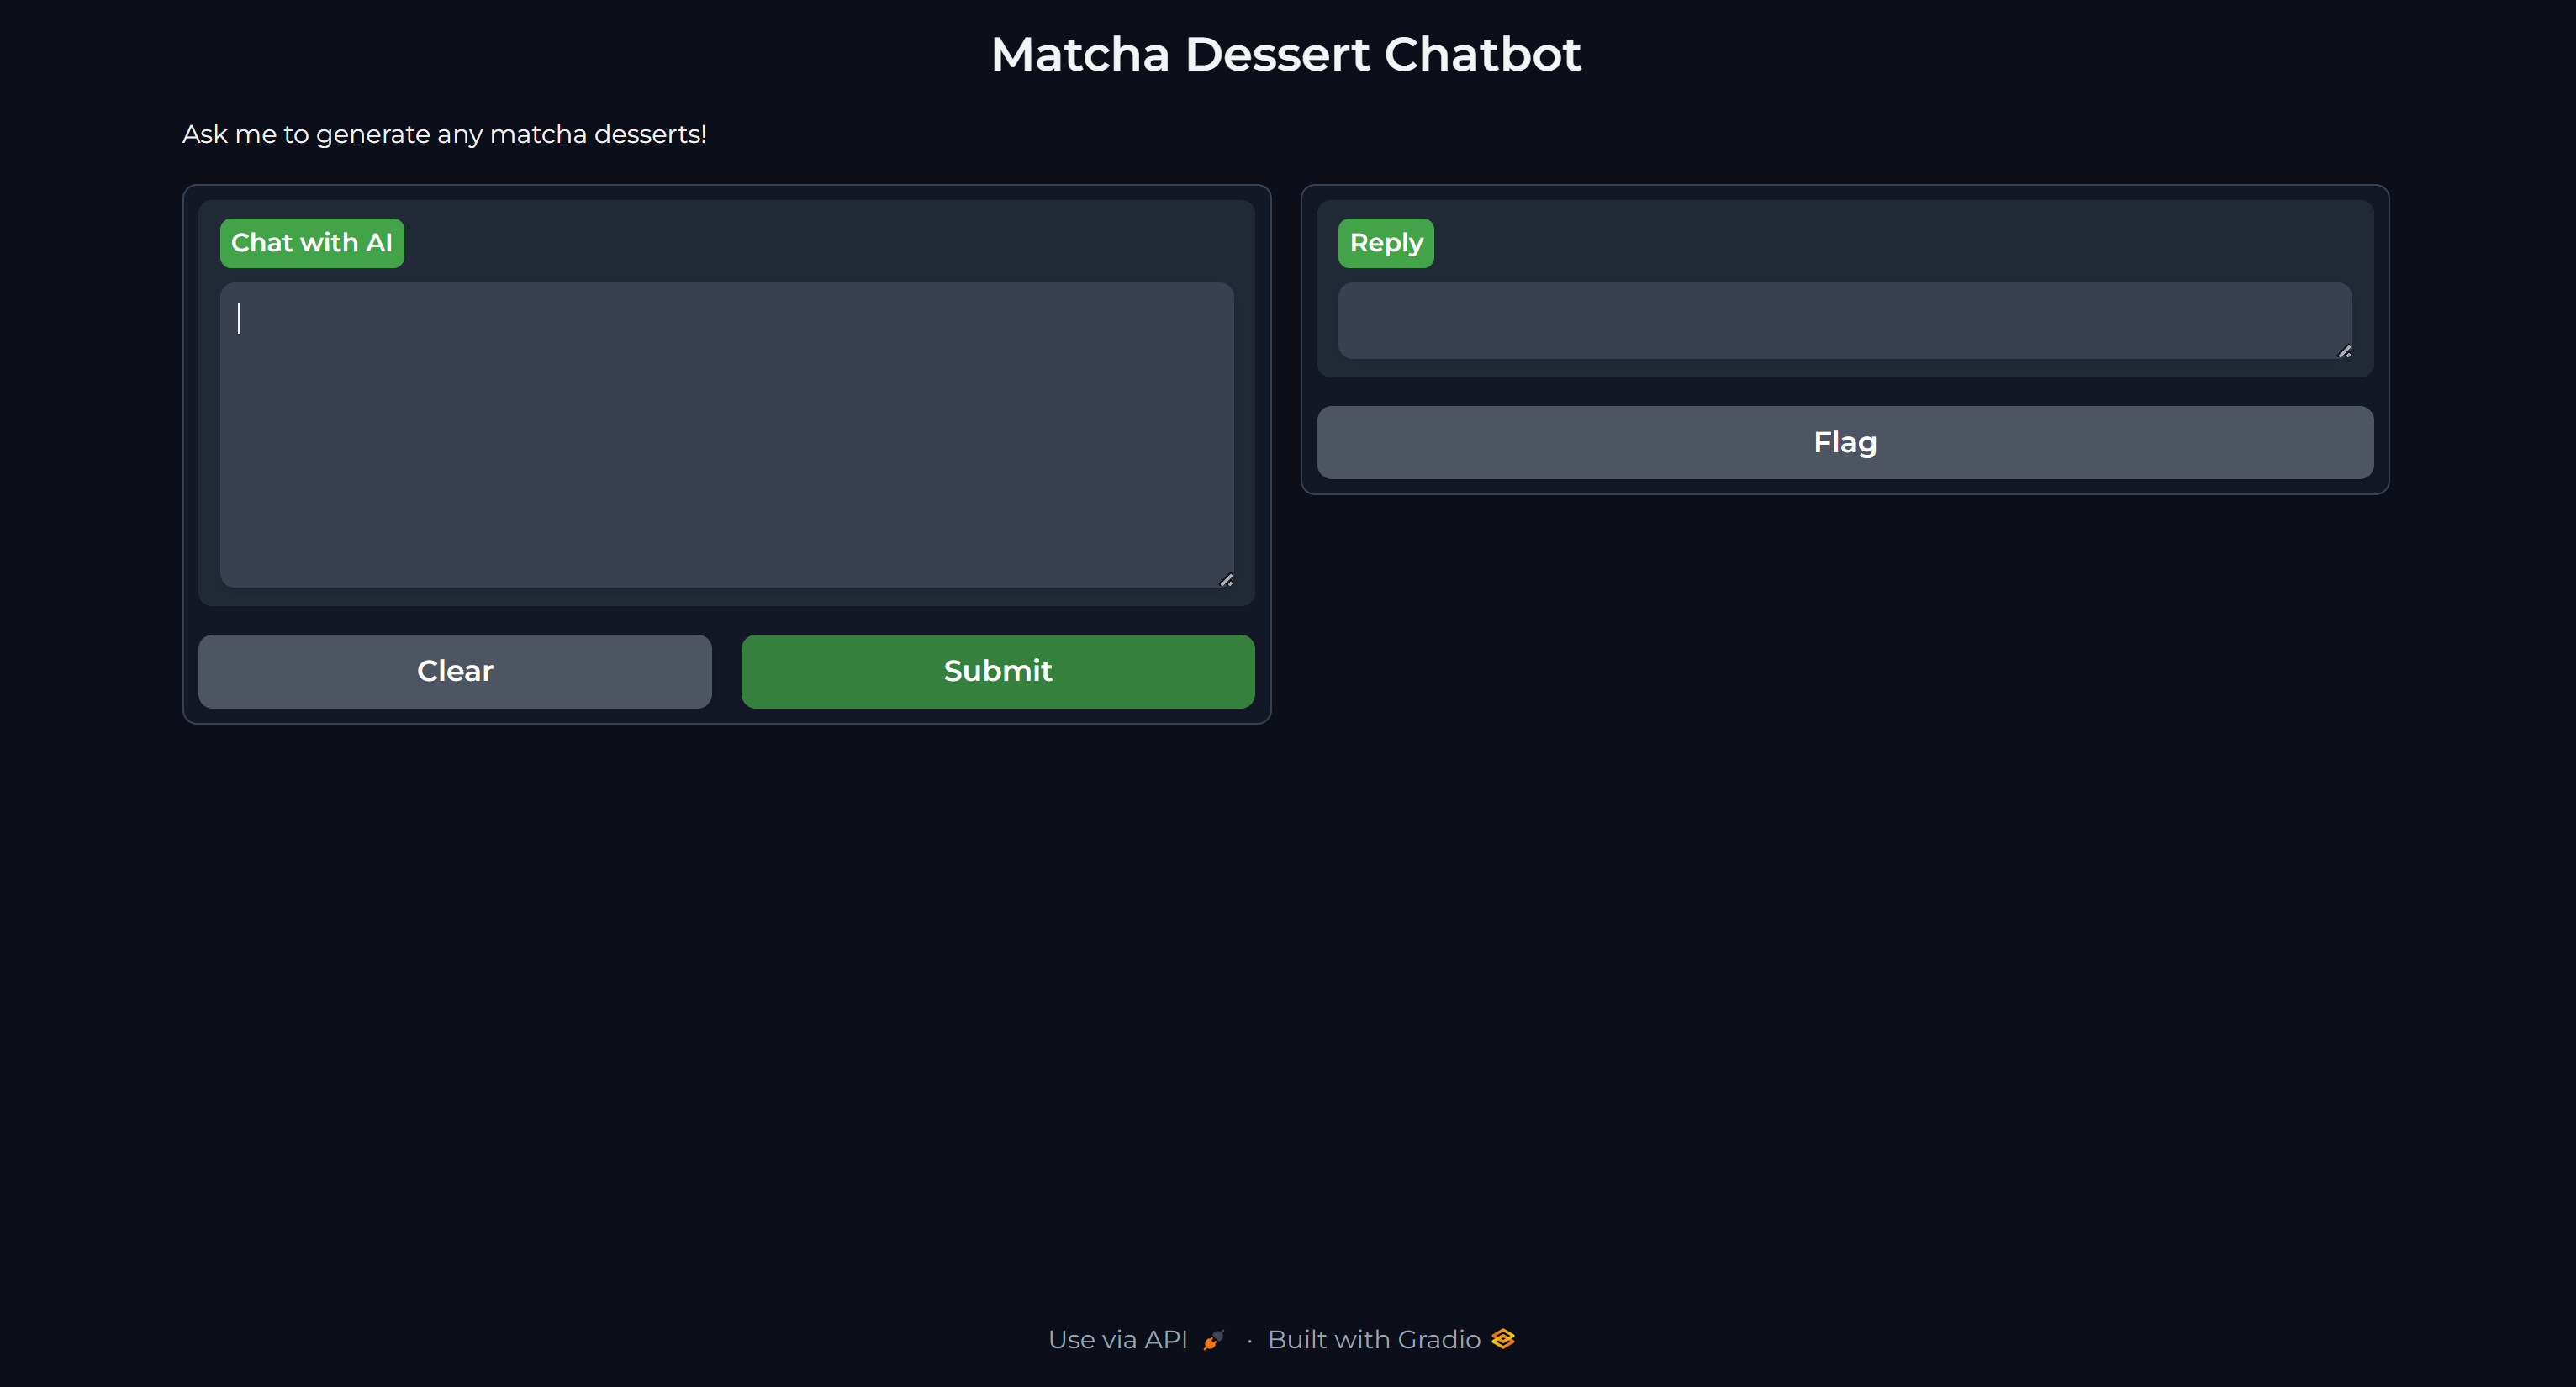 Matcha Dessert Chatbot
Ask me to generate any matcha desserts!
Chat with AI
Clear
Submit
Reply
Flag
Use via API · Built with Gradio